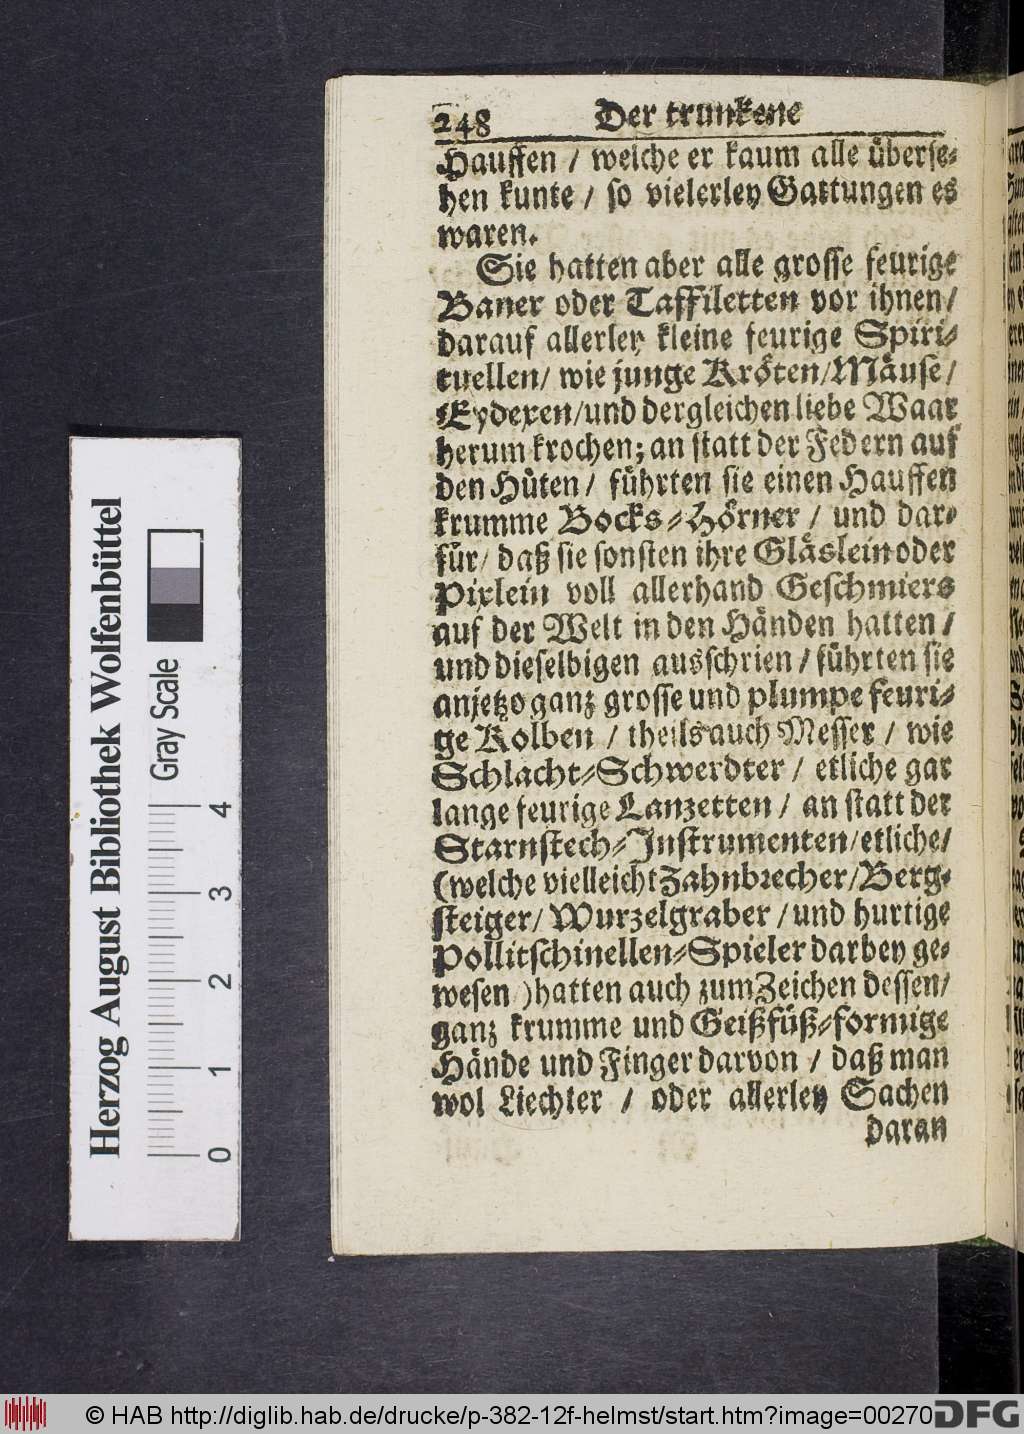 248 Der trunkene
Hauffen / welche er kaum alle überse-
hen kunte / so vielerley Gattungen es
waren.
Sie hatten aber alle grosse feurige
Baner oder Taffiletten vor ihnen/
darauf allerley kleine feurige Spiri-
tuellen/ wie junge Kröten/Mäuse/
Eydexen/und dergleichen liebe Waar
herum krochen; an statt der Federn auf
den Hüten / führten sie einen Hauffen
krumme Bocks-Hörner / und dar-
für/ daß sie sonsten ihre Gläslein oder
Pixlein voll allerhand Geschmiers
auf der Welt in den Händen hatten /
und dieselbigen ausschrien / führten sie
anjetzo ganz grosse und plumpe feuri-
ge Kolben / theils auch Messer / wie
Schlacht-Schwerdter / etliche gar
lange feurige Lanzetten / an statt der
Starnstech-Instrumenten/etliche/
(welche vielleicht Zahnbrecher/Berg-
steiger/ Wurzelgraber / und hurtige
Pollitschinellen-Spieler darbey ge-
wesen /) hatten auch zum Zeichen dessen/
ganz krumme und Geißfüß-formige
Hände und Finger darvon / daß man
wol Liechter / oder allerley Sachen
daran
Herzog August Bibliothek Wolfenbüttel
Gray Scale
0 1 2 3 4
© HAB http://diglib.hab.de/drucke/p-382-12f-helmst/start.htm?image=00270
DFG